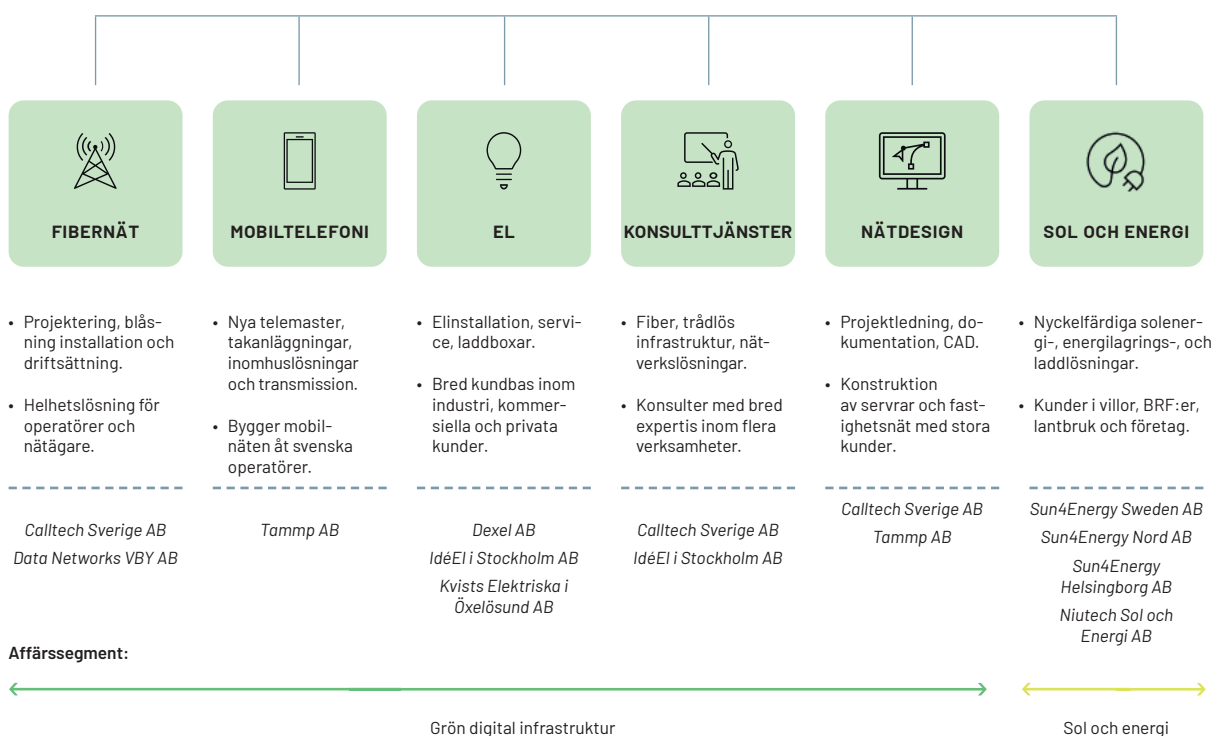 FIBERNÄT
MOBILTELEFONI
EL
KONSULTTJÄNSTER
NÄTDESIGN
SOL OCH ENERGI
• Projektering, blås-
ning installation och
driftsättning.
• Helhetslösning för
operatörer och
nätägare.
• Nya telemaster,
takanläggningar,
inomhuslösningar
och transmission.
• Bygger mobil-
näten åt svenska
operatörer.
• Elinstallation, servi-
ce, laddboxar.
• Bred kundbas inom
industri, kommer-
siella och privata
kunder.
• Fiber, trådlös
infrastruktur, nät-
verkslösningar.
• Konsulter med bred
expertis inom flera
verksamheter.
• Projektledning, do-
kumentation, CAD.
• Konstruktion
av servrar och fast-
ighetsnät med stora
kunder.
• Nyckelfärdiga solener-
gi-, energilagrings-, och
laddlösningar.
• Kunder i villor, BRF:er,
lantbruk och företag.
Calltech Sverige AB
Data Networks VBY AB
Tammp AB
Dexel AB
IdéEl i Stockholm AB
Kvists Elektriska i
Öxelösund AB
Calltech Sverige AB
IdéEl i Stockholm AB
Calltech Sverige AB
Tammp AB
Sun4Energy Sweden AB
Sun4Energy Nord AB
Sun4Energy
Helsingborg AB
Niutech Sol och
Energi AB
Affärssegment:
Grön digital infrastruktur
Sol och energi